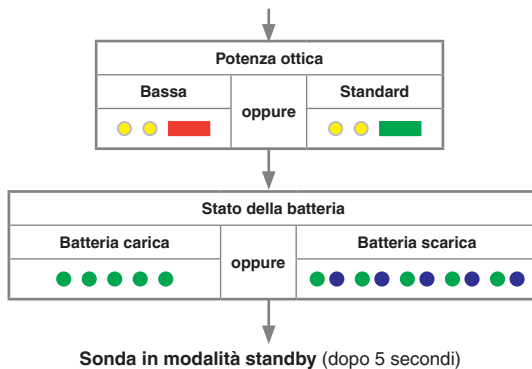 Potenza ottica
Bassa
oppure
Standard
Stato della batteria
Batteria carica
oppure
Batteria scarica
Sonda in modalità standby (dopo 5 secondi)